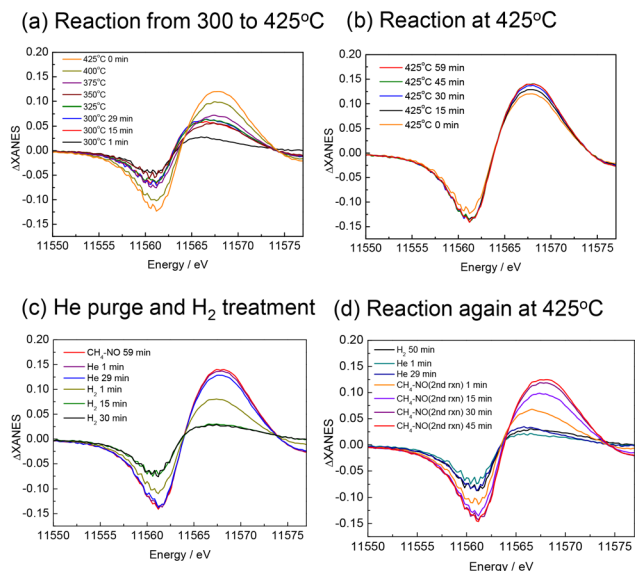 (a) Reaction from 300 to 425°C
0.20
0.15
0.10
0.05
0.00
-0.05
-0.10
-0.15
ΔXANES
425°C 0 min
400°C
375°C
350°C
325°C
300°C 29 min
300°C 15 min
300°C 1 min
11550 11555 11560 11565 11570 11575
Energy / eV
(b) Reaction at 425°C
0.20
0.15
0.10
0.05
0.00
-0.05
-0.10
-0.15
ΔXANES
425°C 59 min
425°C 45 min
425°C 30 min
425°C 15 min
425°C 0 min
11550 11555 11560 11565 11570 11575
Energy / eV
(c) He purge and H₂ treatment
0.20
0.15
0.10
0.05
0.00
-0.05
-0.10
-0.15
ΔXANES
CH₄-NO 59 min
He 1 min
He 29 min
H₂ 1 min
H₂ 15 min
H₂ 30 min
11550 11555 11560 11565 11570 11575
Energy / eV
(d) Reaction again at 425°C
0.20
0.15
0.10
0.05
0.00
-0.05
-0.10
-0.15
ΔXANES
H₂ 50 min
He 1 min
He 29 min
CH₄-NO(2nd rxn) 1 min
CH₄-NO(2nd rxn) 15 min
CH₄-NO(2nd rxn) 30 min
CH₄-NO(2nd rxn) 45 min
11550 11555 11560 11565 11570 11575
Energy / eV